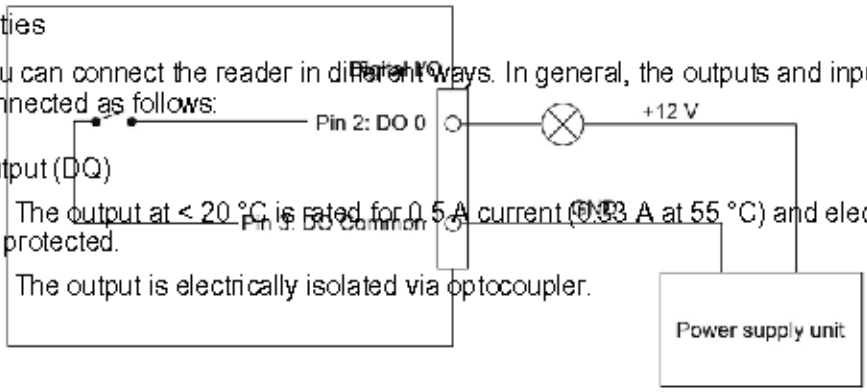 ties
u can connect the reader in different ways. In general, the outputs and inpu
nnected as follows:
Digital I/O
+12 V
Pin 2: DO 0
tput (DQ)
The output at < 20 °C is rated for 0.5 A current (0.33 A at 55 °C) and elec
GND
Pin 3: DO Common
protected.
The output is electrically isolated via optocoupler.
Power supply unit